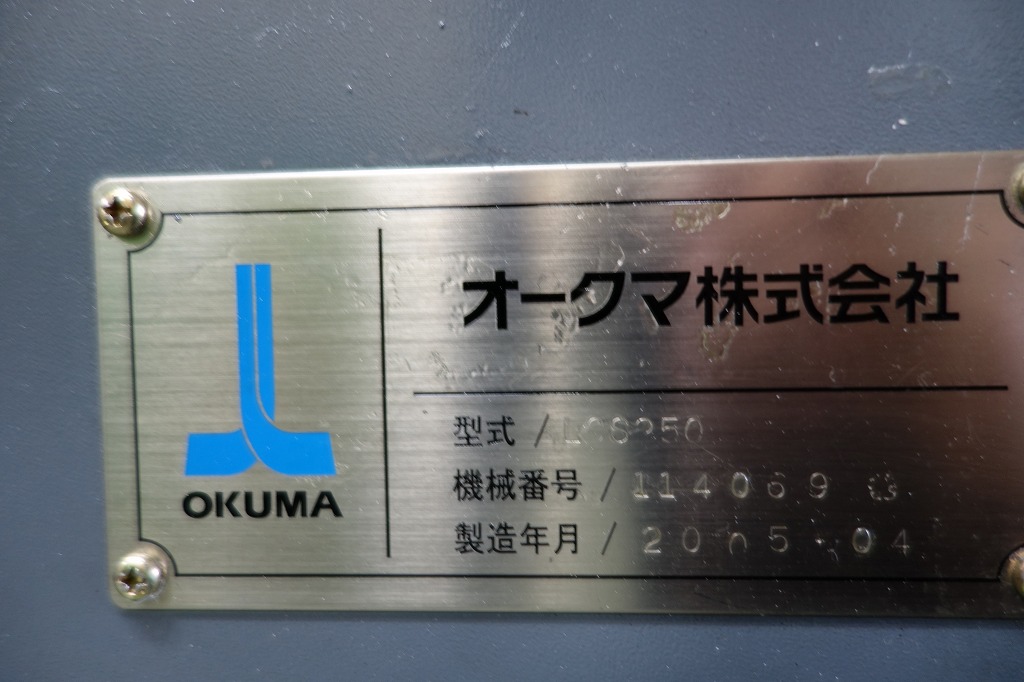 オークマ株式会社
型式 /
機械番号 / 114069
製造年月 / 2005.04
OKUMA